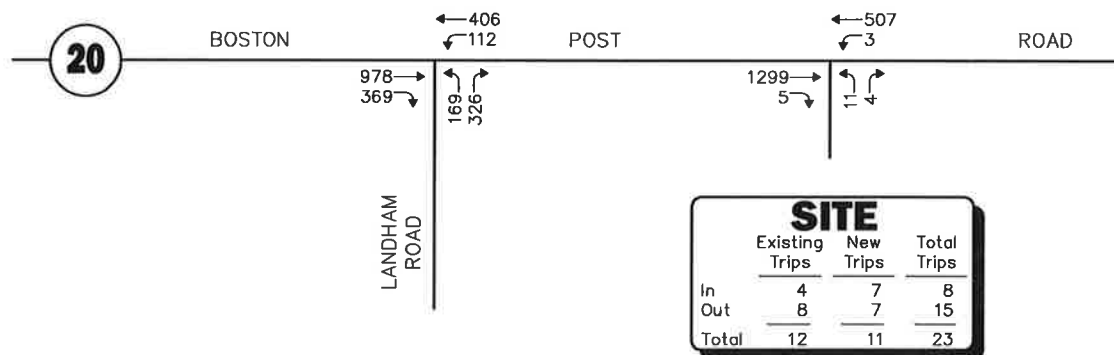 406
507
BOSTON
112
POST
3
ROAD
20
978
1299
369
5
169
326
11
4
LANDHAM
ROAD
SITE
Existing New Total
Trips Trips Trips
In 4 7 8
Out 8 7 15
Total 12 11 23